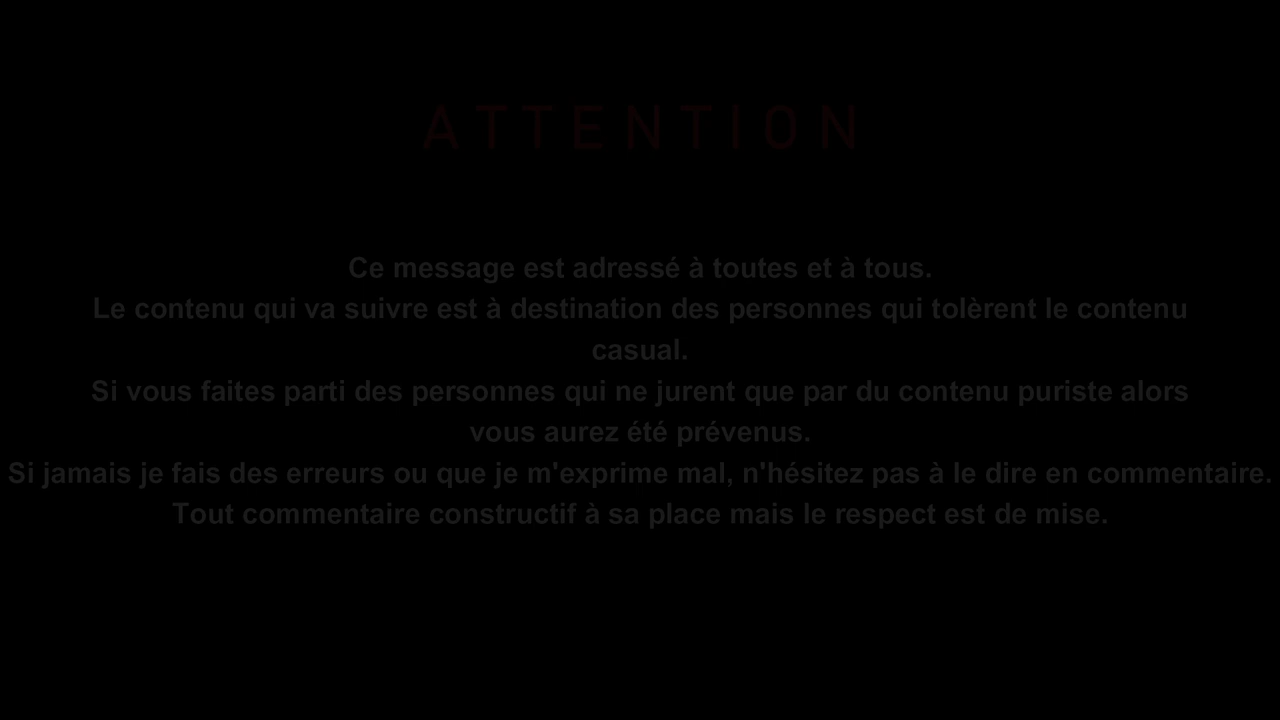 ATTENTION
Ce message est adressé à toutes et à tous.
Le contenu qui va suivre est à destination des personnes qui tolèrent le contenu
casual.
Si vous faites parti des personnes qui ne jurent que par du contenu puriste alors
vous aurez été prévenus.
Si jamais je fais des erreurs ou que je m'exprime mal, n'hésitez pas à le dire en commentaire.
Tout commentaire constructif à sa place mais le respect est de mise.